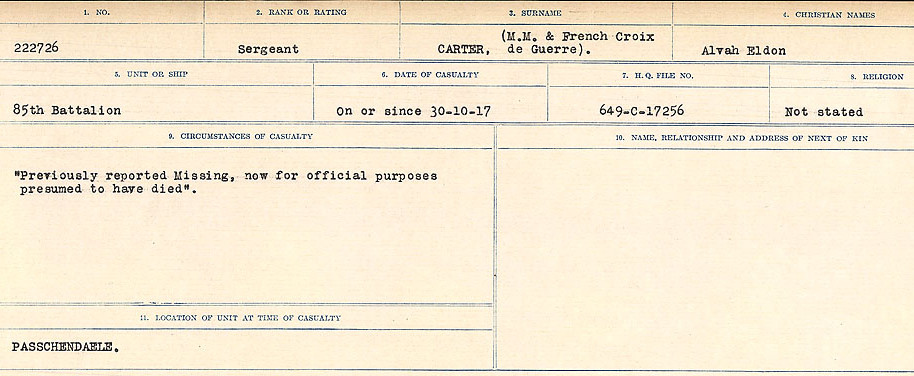 1. NO. 2. RANK OR RATING 3. SURNAME 4. CHRISTIAN NAMES
(M.M. & French Croix
222726 Sergeant CARTER, de Guerre). Alvah Eldon
5. UNIT OR SHIP 6. DATE OF CASUALTY 7. H.Q. FILE NO. 8. RELIGION
85th Battalion On or since 30-10-17 649-C-17256 Not stated
9. CIRCUMSTANCES OF CASUALTY 10. NAME, RELATIONSHIP AND ADDRESS OF NEXT OF KIN
"Previously reported Missing, now for official purposes
presumed to have died".
11. LOCATION OF UNIT AT TIME OF CASUALTY
PASSCHENDAELE.